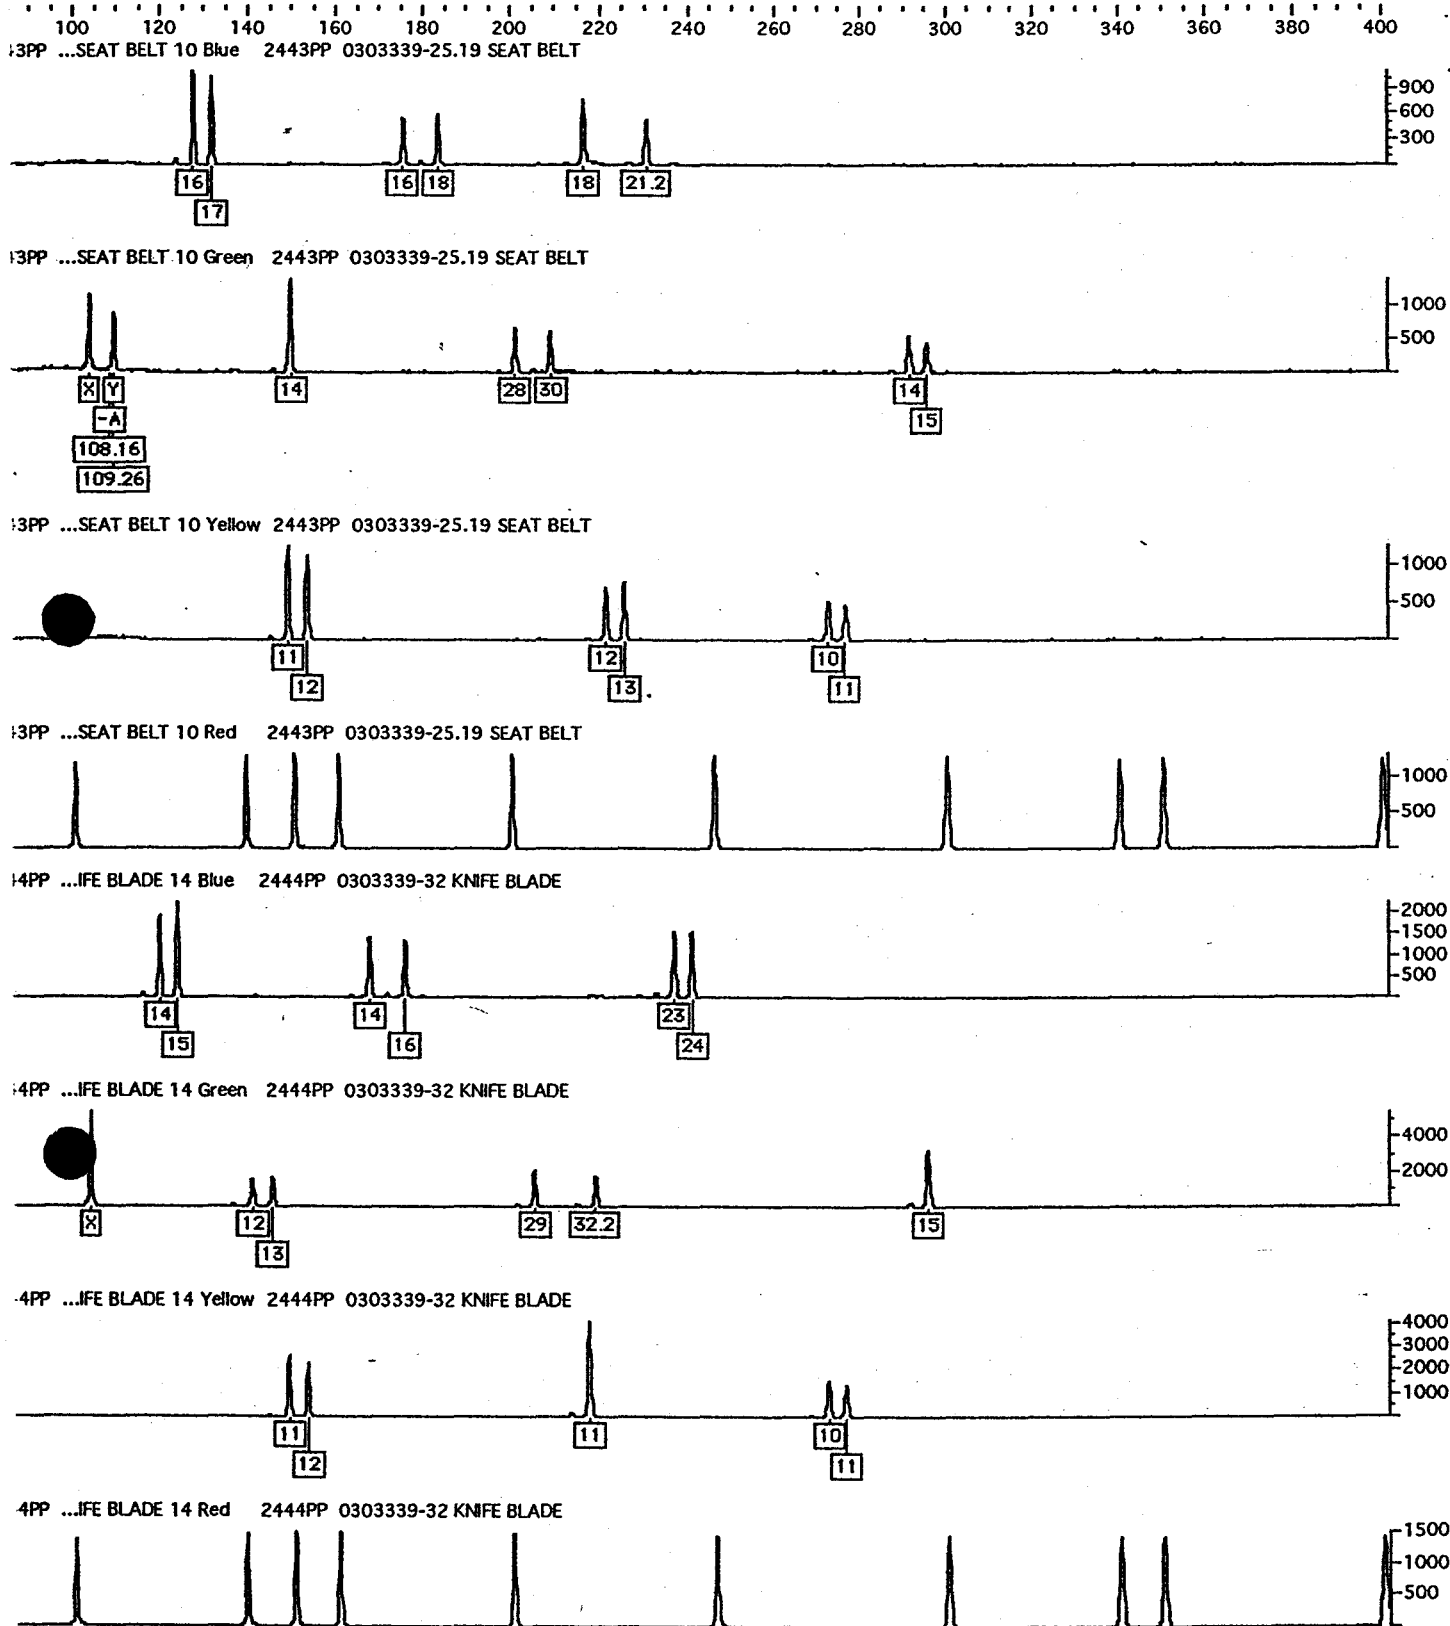 100 120 140 160 180 200 220 240 260 280 300 320 340 360 380 400
3PP ...SEAT BELT 10 Blue 2443PP 0303339-25.19 SEAT BELT
900
600
300
16 16 18 18 21.2
17
3PP ...SEAT BELT 10 Green 2443PP 0303339-25.19 SEAT BELT
1000
500
X Y 14 28 30 14
-A 15
108.16
109.26
3PP ...SEAT BELT 10 Yellow 2443PP 0303339-25.19 SEAT BELT
1000
500
11 12 10
12 13 11
3PP ...SEAT BELT 10 Red 2443PP 0303339-25.19 SEAT BELT
1000
500
4PP ...IFE BLADE 14 Blue 2444PP 0303339-32 KNIFE BLADE
2000
1500
1000
500
14 14 23
15 16 24
4PP ...IFE BLADE 14 Green 2444PP 0303339-32 KNIFE BLADE
4000
2000
X 12 29 32.2 15
13
4PP ...IFE BLADE 14 Yellow 2444PP 0303339-32 KNIFE BLADE
4000
3000
2000
1000
11 11 10
12 11
4PP ...IFE BLADE 14 Red 2444PP 0303339-32 KNIFE BLADE
1500
1000
500